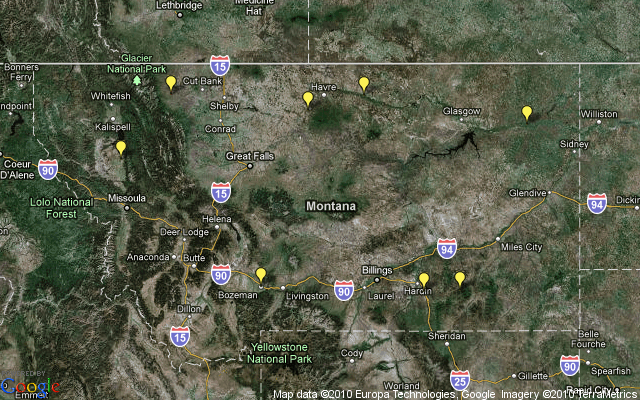 Lethbridge
Medicine
Hat
Bonners
Ferry
Glacier
National Park
15
Cut Bank
Havre
Whitefish
Shelby
Glasgow
Williston
Kalispell
Conrad
Sidney
Great Falls
Coeur
D'Alene
90
Missoula
15
Glendive
94
Lolo National
Forest
Montana
Helena
Deer Lodge
94
Miles City
Anaconda
Butte
90
Billings
Bozeman
Livingston
90
Laurel
Hardin
Dillon
15
Sheridan
Belle
Fourche
Yellowstone
National Park
Cody
90
Spearfish
25
Gillette
Rapid City
Worland
Emmett
Google
Map data ©2010 Europa Technologies, Google Imagery ©2010 TerraMetrics